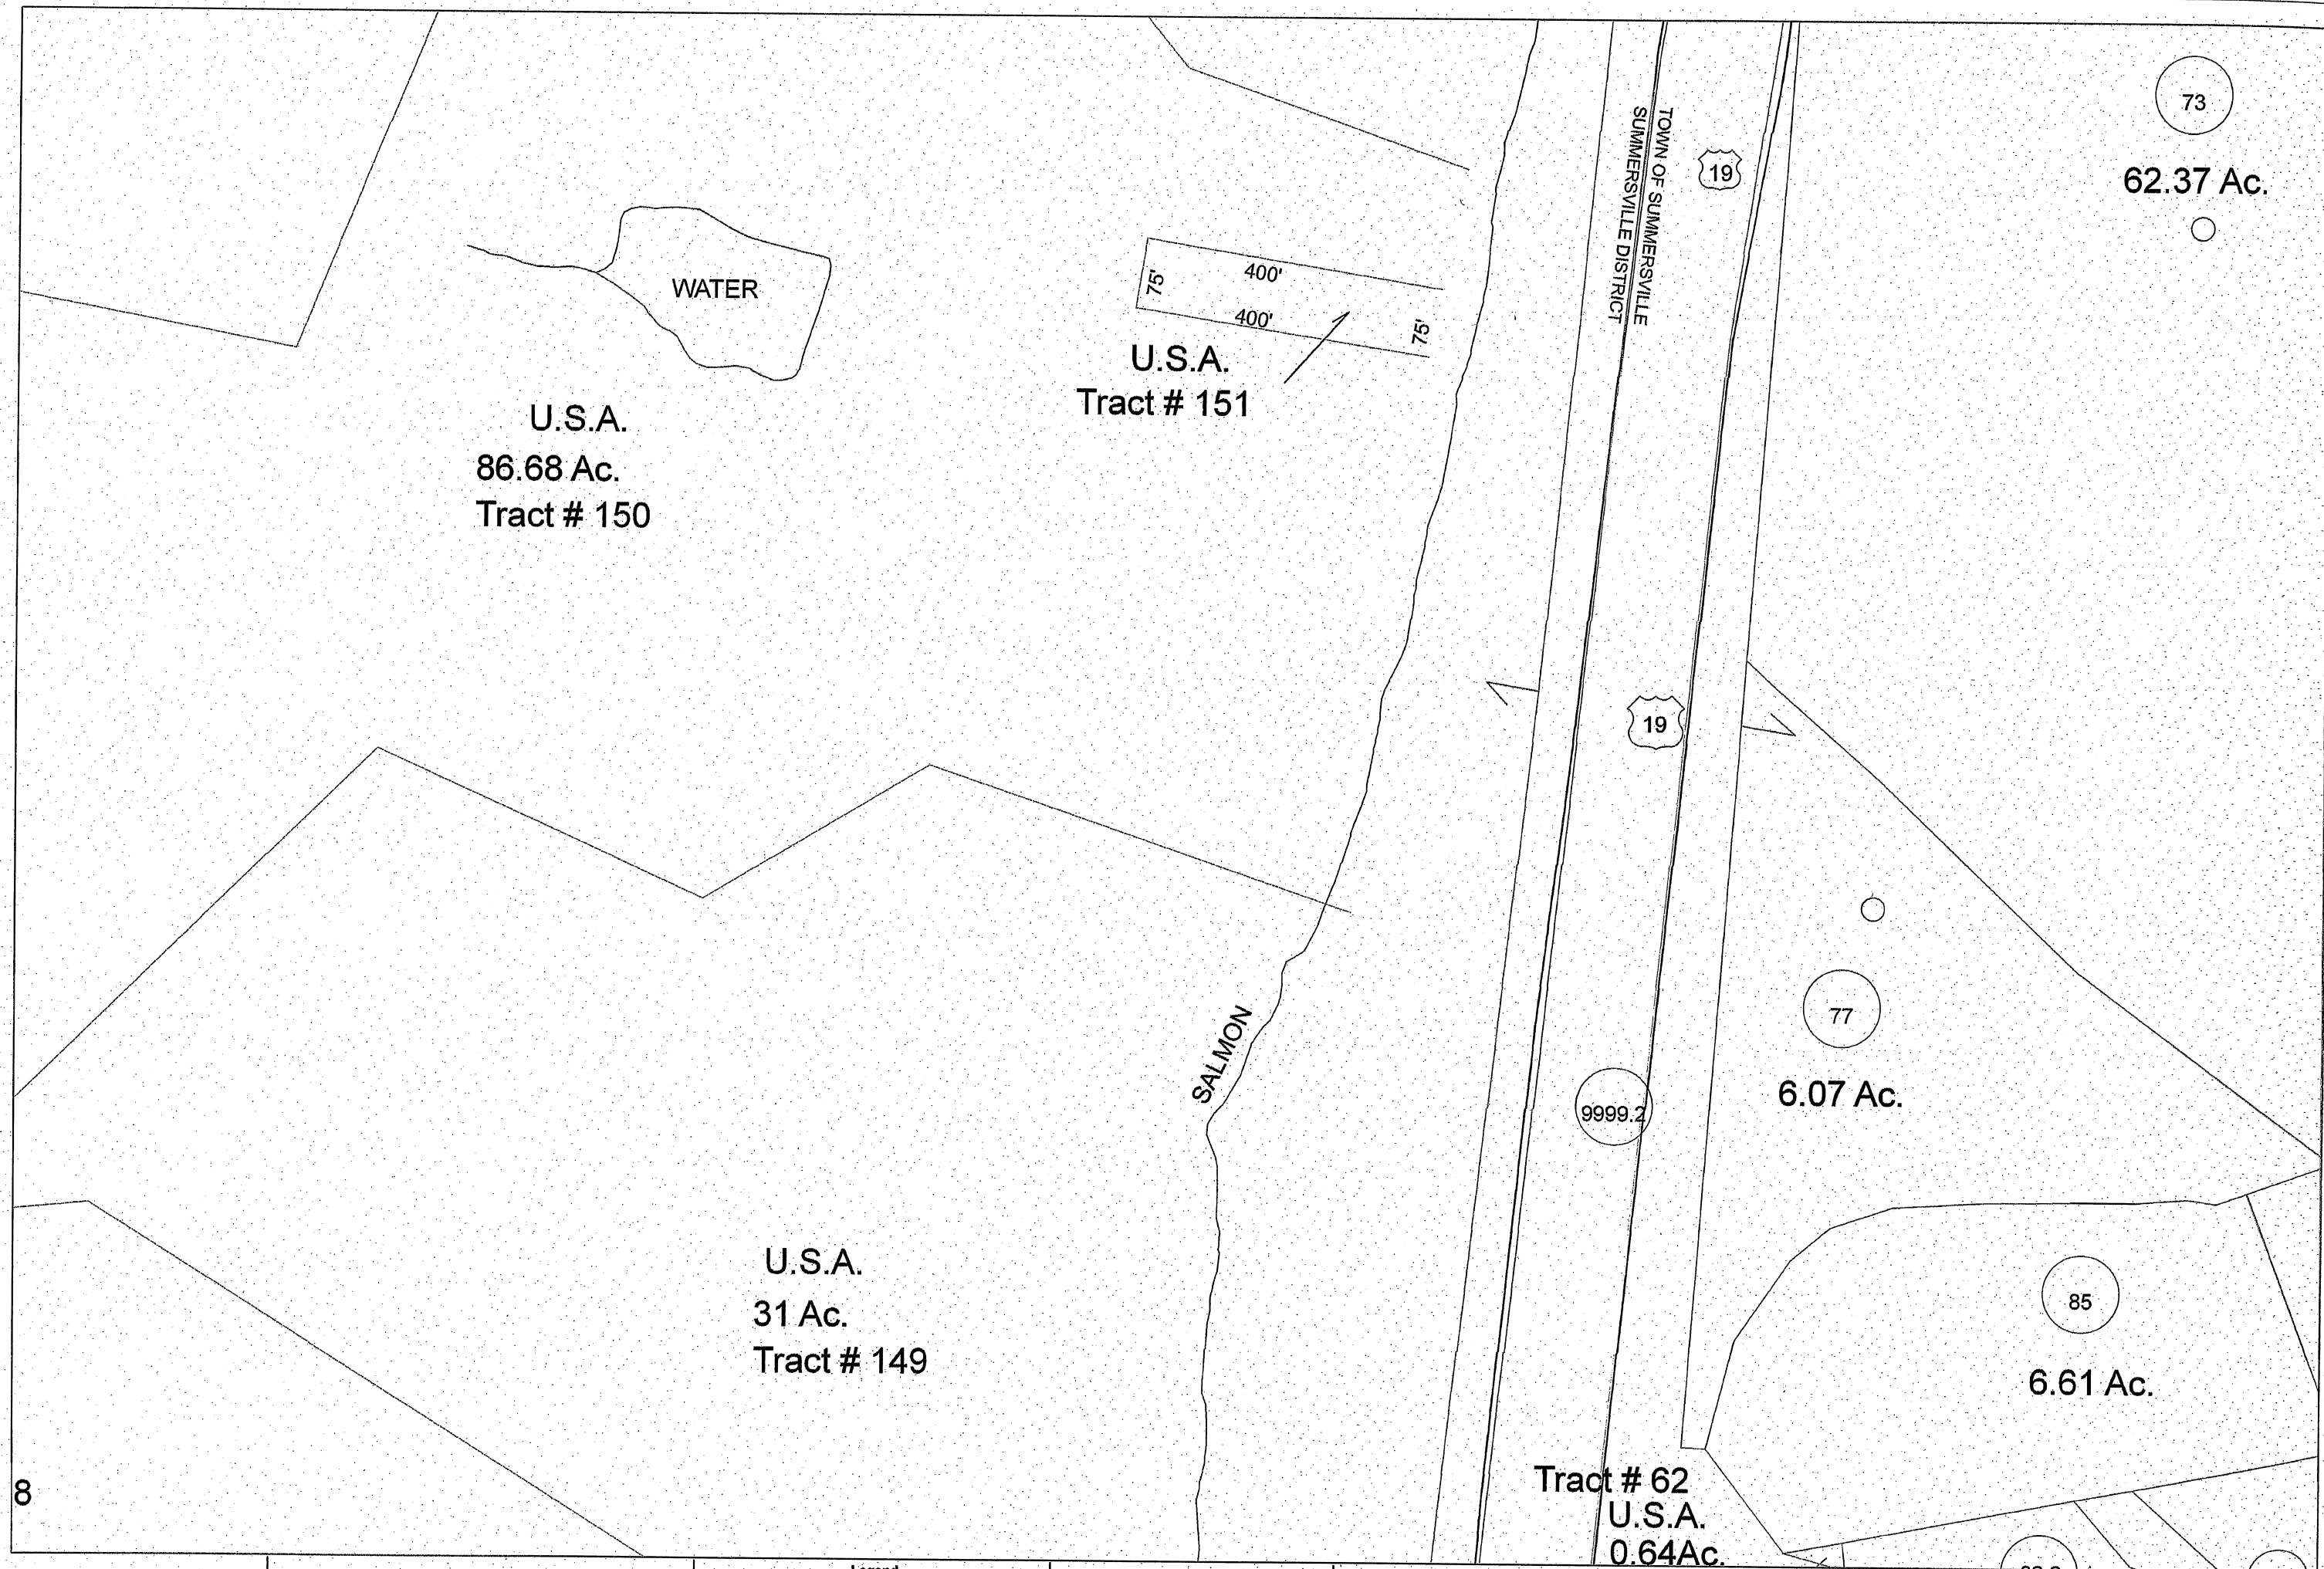 73
62.37 Ac.
TOWN OF SUMMERSVILLE
SUMMERSVILLE DISTRICT
19
WATER
400'
75'
400'
75'
U.S.A.
Tract # 151
U.S.A.
86.68 Ac.
Tract # 150
19
77
6.07 Ac.
SALMON
9999.2
U.S.A.
31 Ac.
Tract # 149
85
6.61 Ac.
8
Tract # 62
U.S.A.
0.64Ac.